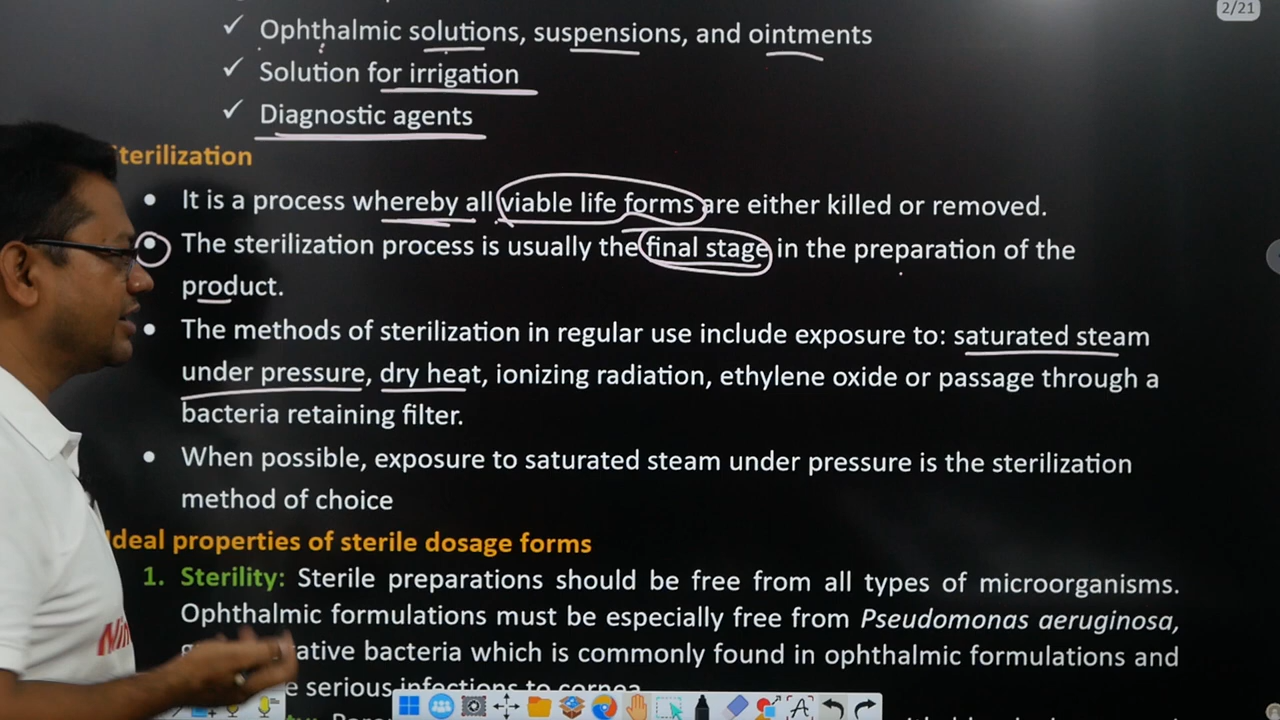 2/21
✓ Ophthalmic solutions, suspensions, and ointments
✓ Solution for irrigation
✓ Diagnostic agents
terilization
• It is a process whereby all viable life forms are either killed or removed.
• The sterilization process is usually the final stage in the preparation of the
product.
• The methods of sterilization in regular use include exposure to: saturated steam
under pressure, dry heat, ionizing radiation, ethylene oxide or passage through a
bacteria retaining filter.
• When possible, exposure to saturated steam under pressure is the sterilization
method of choice
Ideal properties of sterile dosage forms
1. Sterility: Sterile preparations should be free from all types of microorganisms.
Ophthalmic formulations must be especially free from Pseudomonas aeruginosa,
ative bacteria which is commonly found in ophthalmic formulations and
e serious infections to cornea